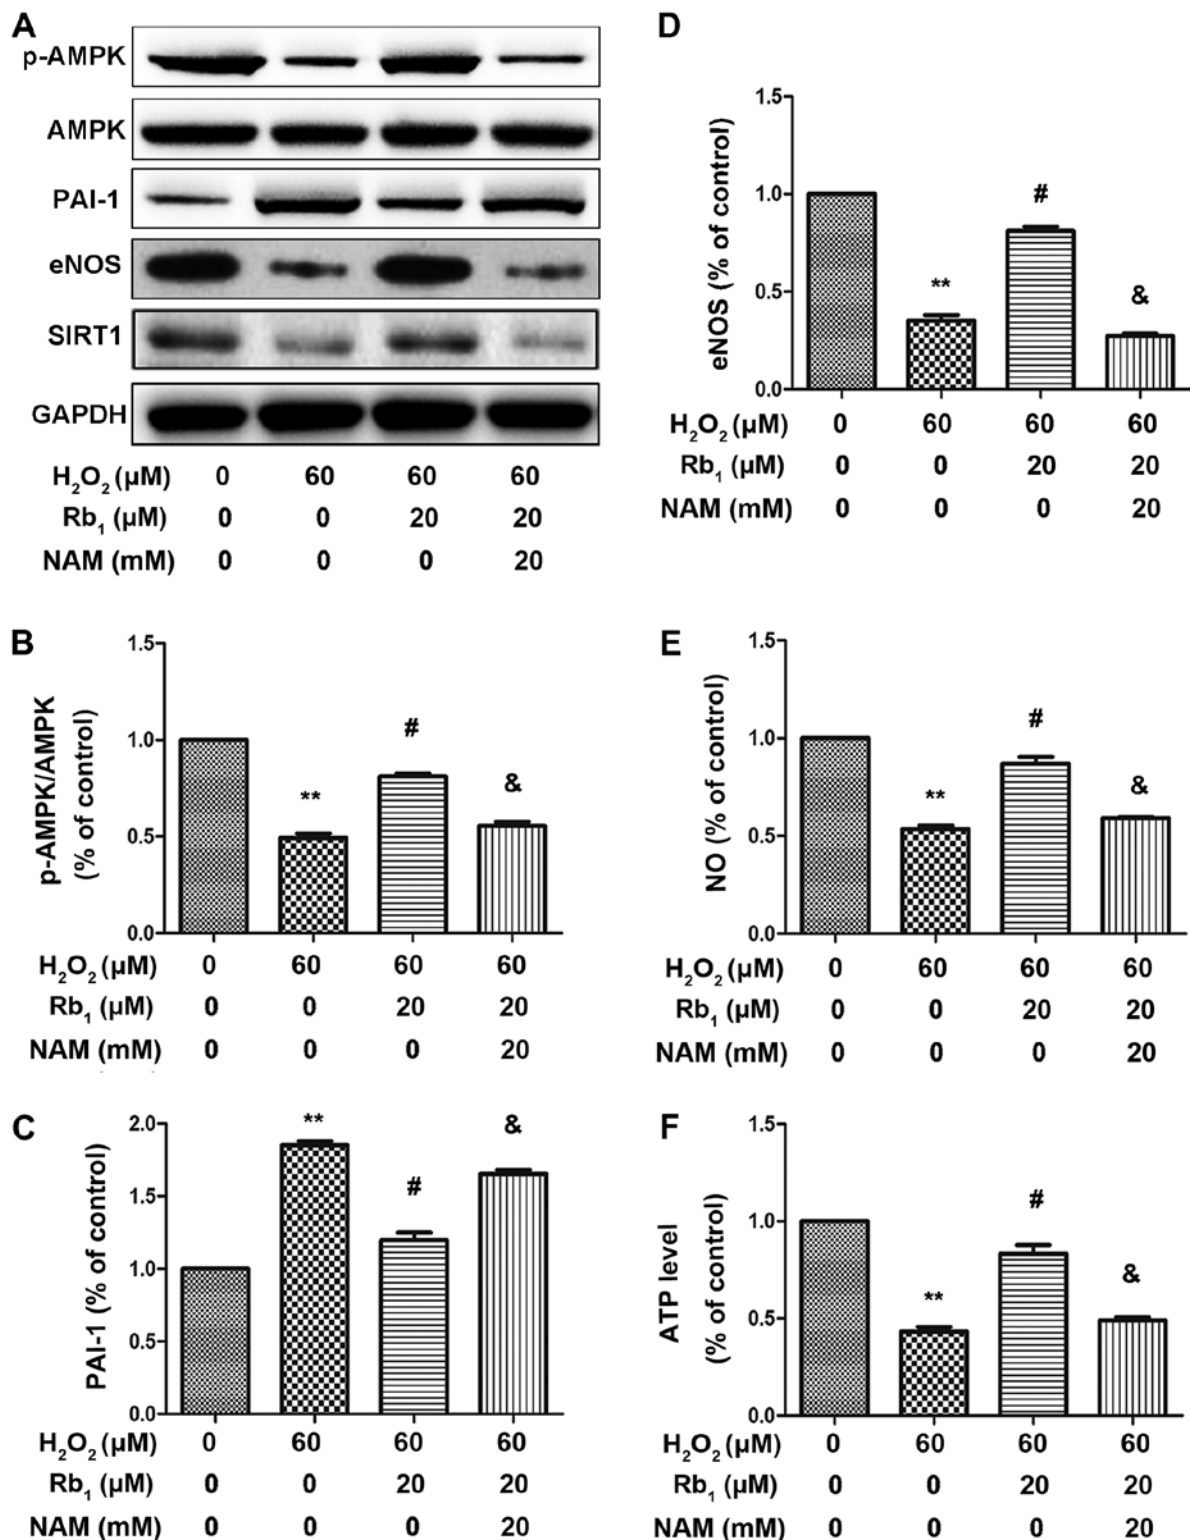 A
p-AMPK
AMPK
PAI-1
eNOS
SIRT1
GAPDH
H₂O₂ (µM) 0 60 60 60
Rb₁ (µM) 0 0 20 20
NAM (mM) 0 0 0 20
B
p-AMPK/AMPK
(% of control)
1.5
1.0
0.5
0.0
** # &
H₂O₂ (µM) 0 60 60 60
Rb₁ (µM) 0 0 20 20
NAM (mM) 0 0 0 20
C
PAI-1 (% of control)
2.0
1.5
1.0
0.5
0.0
** # &
H₂O₂ (µM) 0 60 60 60
Rb₁ (µM) 0 0 20 20
NAM (mM) 0 0 0 20
D
eNOS (% of control)
1.5
1.0
0.5
0.0
** # &
H₂O₂ (µM) 0 60 60 60
Rb₁ (µM) 0 0 20 20
NAM (mM) 0 0 0 20
E
NO (% of control)
1.5
1.0
0.5
0.0
** # &
H₂O₂ (µM) 0 60 60 60
Rb₁ (µM) 0 0 20 20
NAM (mM) 0 0 0 20
F
ATP level
(% of control)
1.5
1.0
0.5
0.0
** # &
H₂O₂ (µM) 0 60 60 60
Rb₁ (µM) 0 0 20 20
NAM (mM) 0 0 0 20